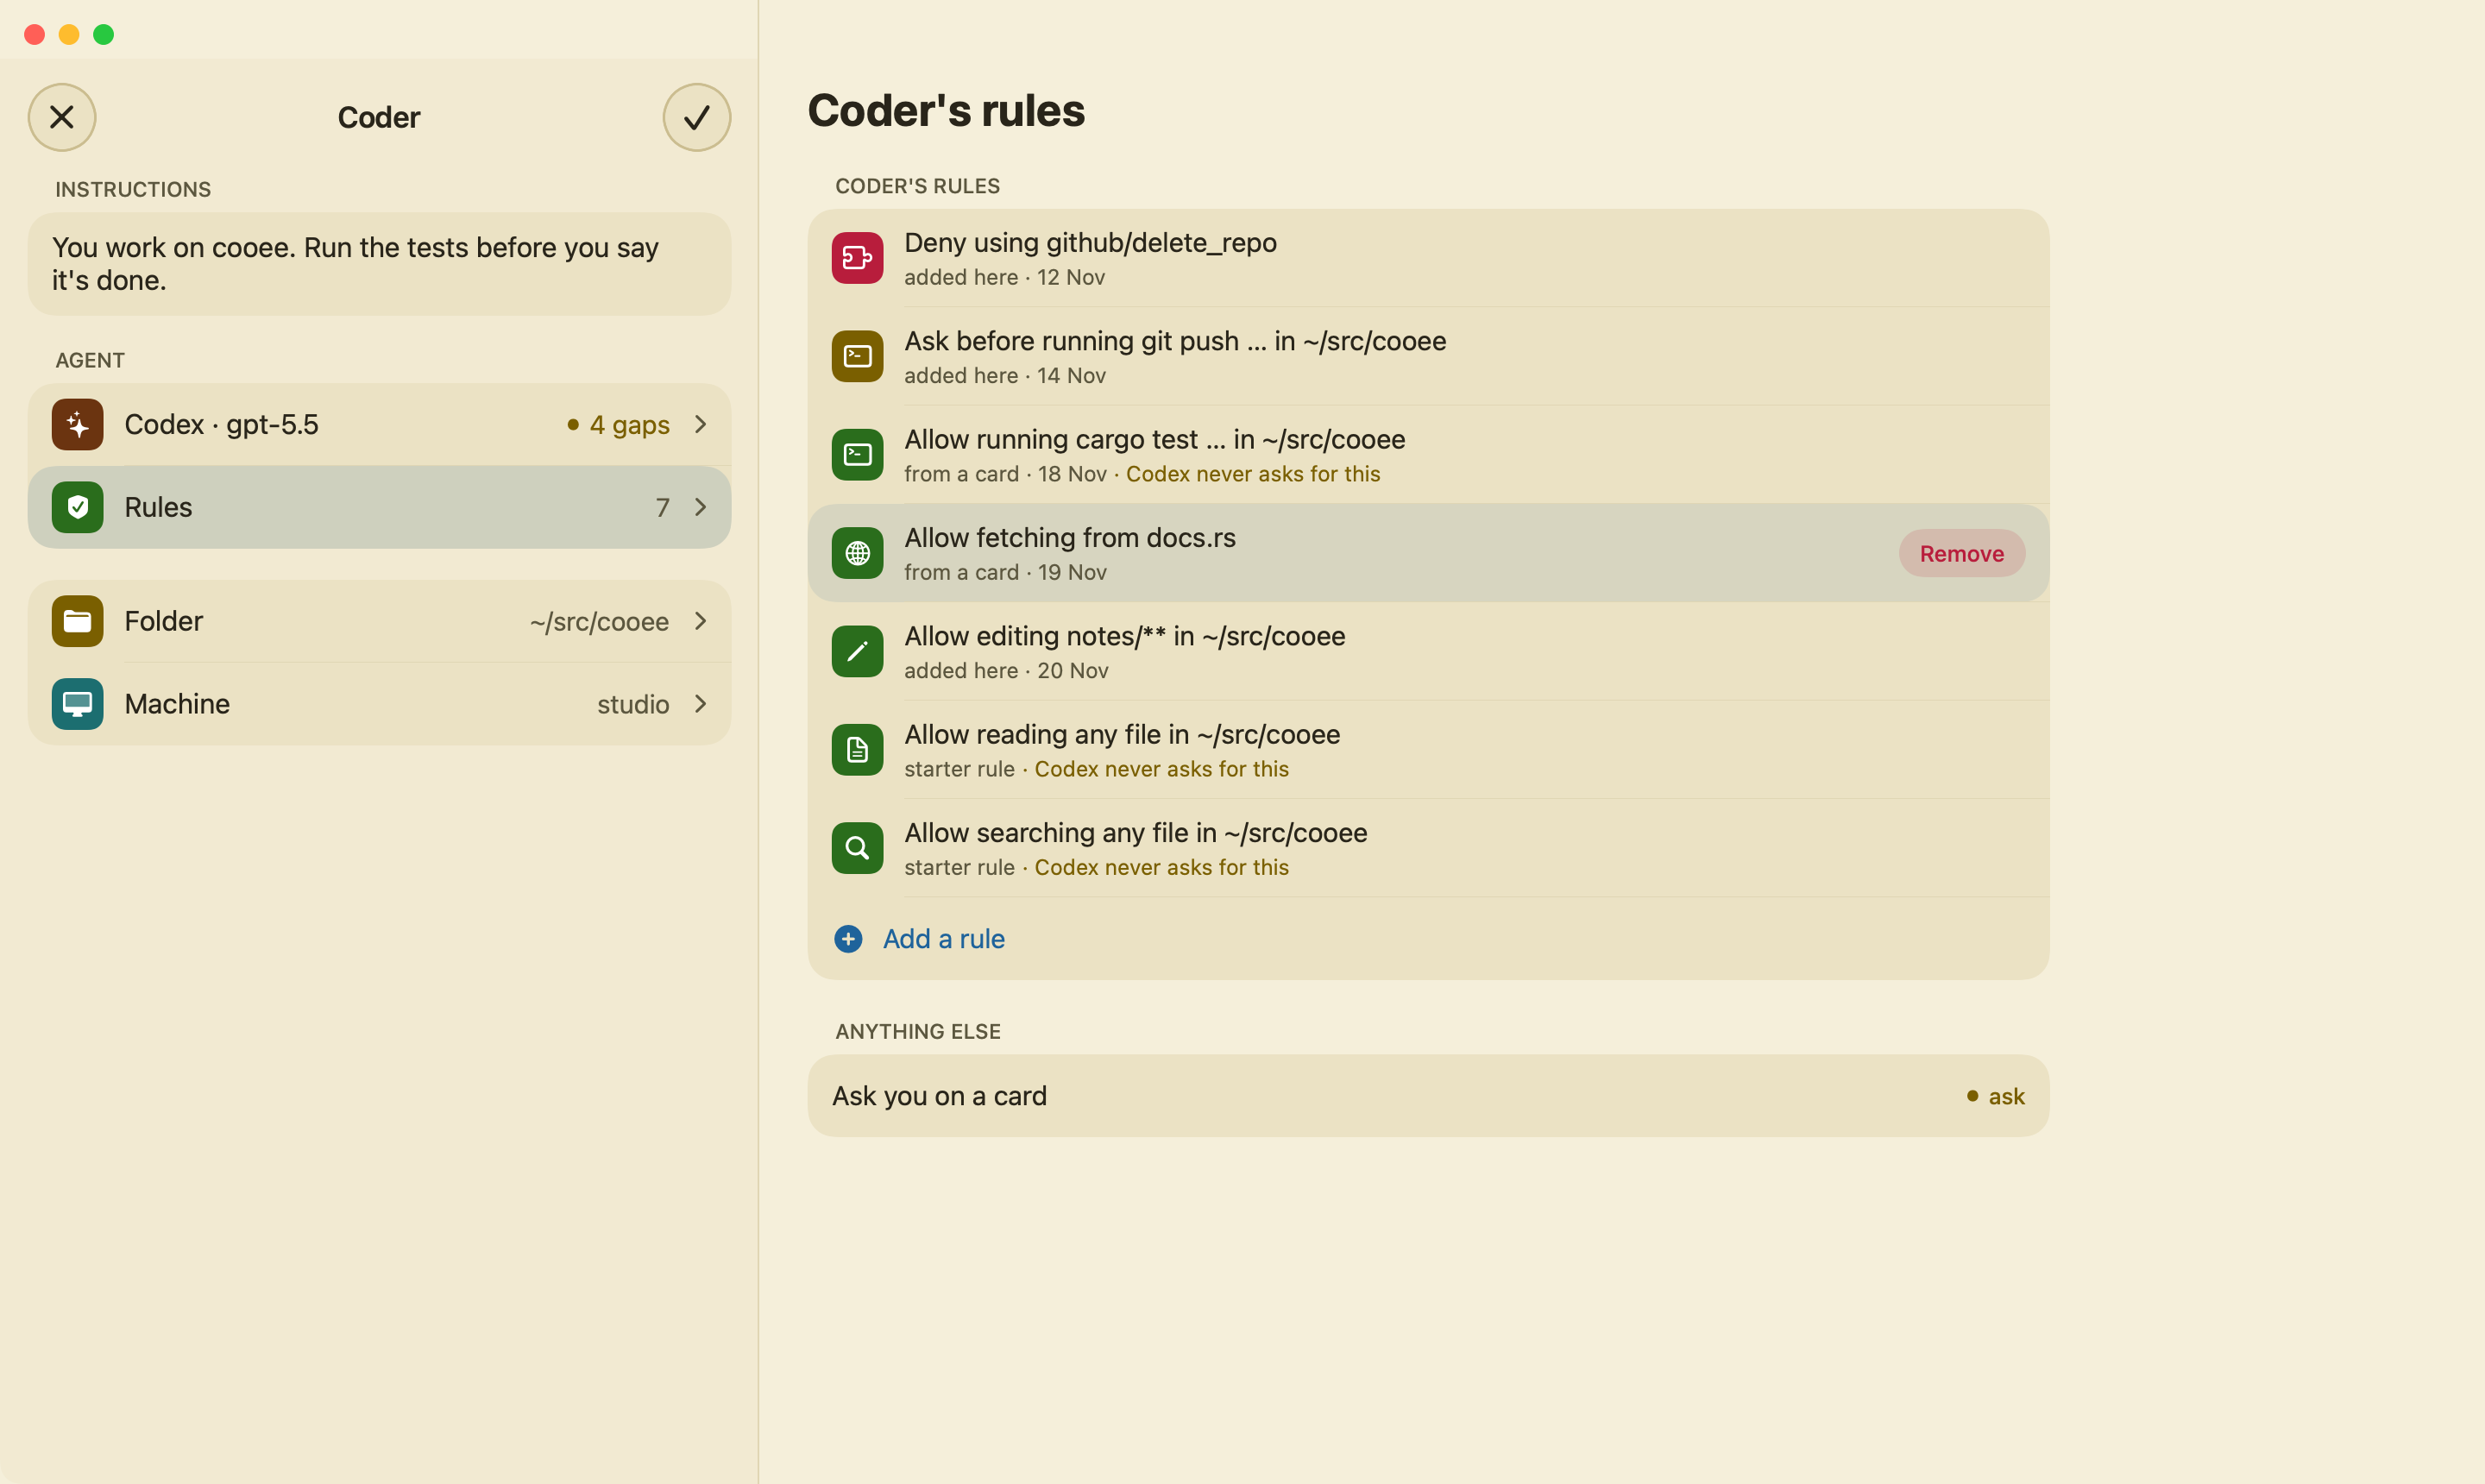 Coder
INSTRUCTIONS
You work on cooee. Run the tests before you say
it's done.
AGENT
Codex · gpt-5.5
4 gaps
Rules
7
Folder
~/src/cooee
Machine
studio
Coder's rules
CODER'S RULES
Deny using github/delete_repo
added here · 12 Nov
Ask before running git push ... in ~/src/cooee
added here · 14 Nov
Allow running cargo test ... in ~/src/cooee
from a card · 18 Nov · Codex never asks for this
Allow fetching from docs.rs
from a card · 19 Nov
Remove
Allow editing notes/** in ~/src/cooee
added here · 20 Nov
Allow reading any file in ~/src/cooee
starter rule · Codex never asks for this
Allow searching any file in ~/src/cooee
starter rule · Codex never asks for this
Add a rule
ANYTHING ELSE
Ask you on a card
ask